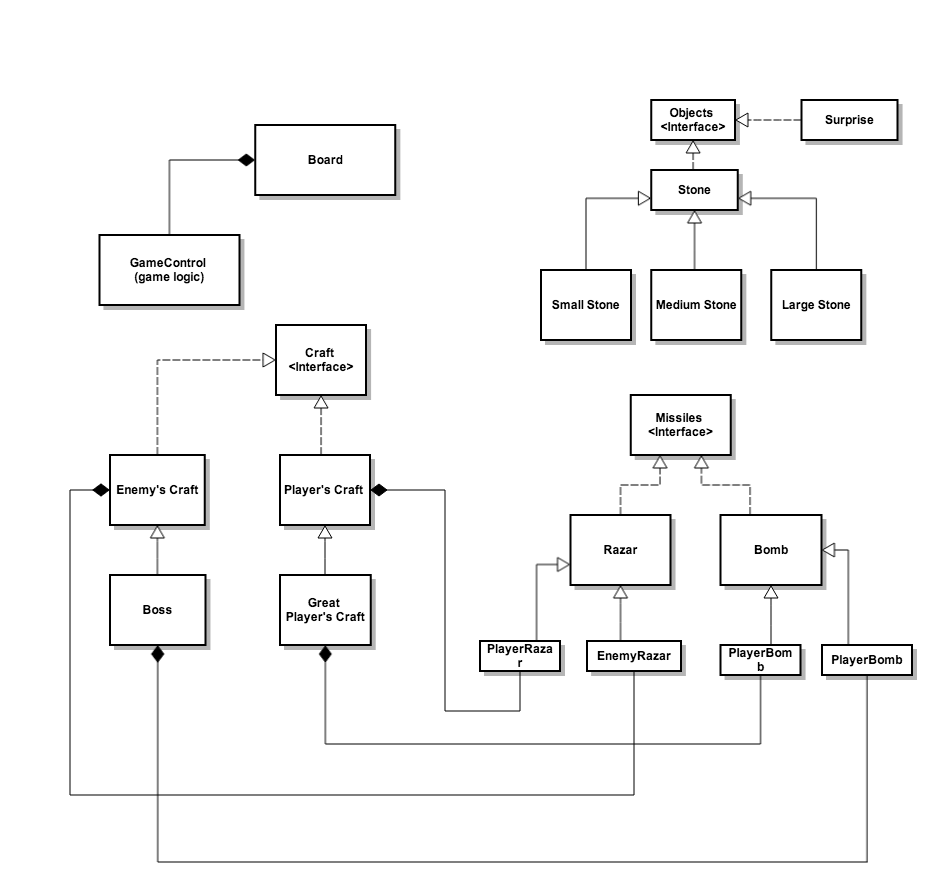 Objects
<Interface>
Surprise
Board
Stone
GameControl
(game logic)
Small Stone
Medium Stone
Large Stone
Craft
<Interface>
Missiles
<Interface>
Enemy's Craft
Player's Craft
Razar
Bomb
Boss
Great
Player's Craft
PlayerRaza
r
EnemyRazar
PlayerBom
b
PlayerBomb